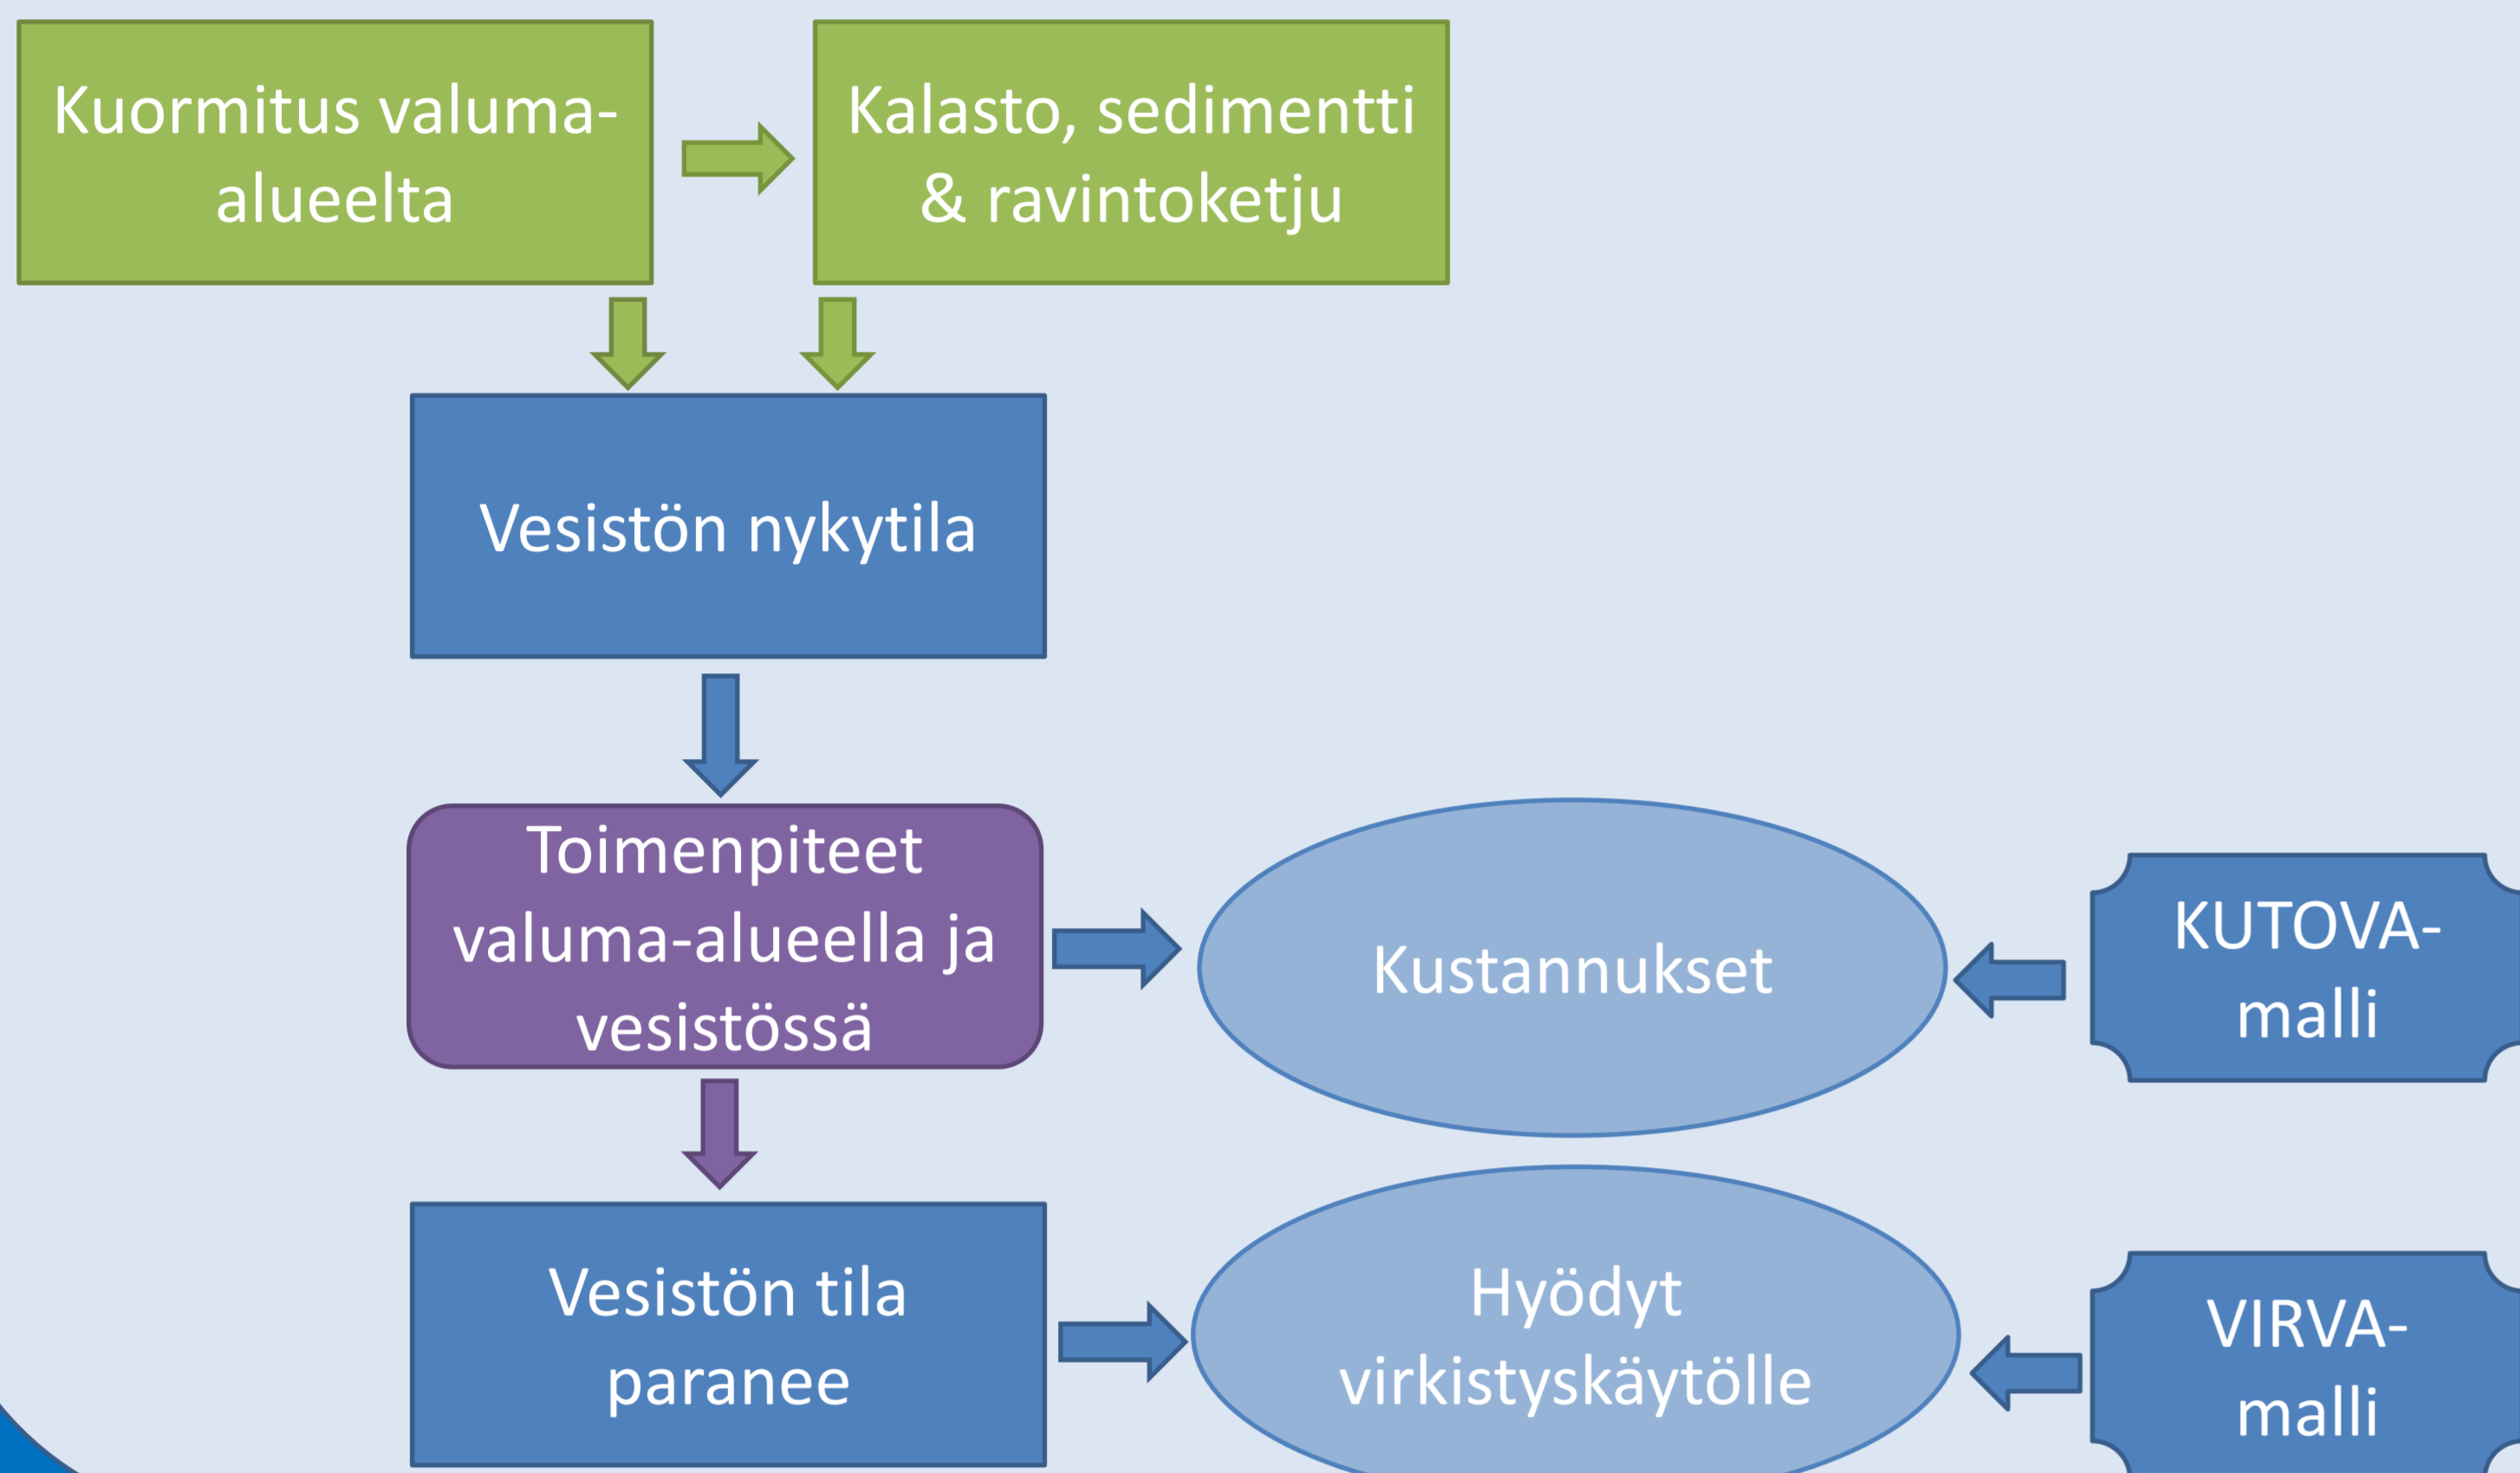 Kuormitus valuma-
alueelta
Kalasto, sedimentti
& ravintoketju
Vesistön nykytila
Toimenpiteet
valuma-alueella ja
vesistössä
Kustannukset
KUTOVA-
malli
Vesistön tila
paranee
Hyödyt
virkistyskäytölle
VIRVA-
malli